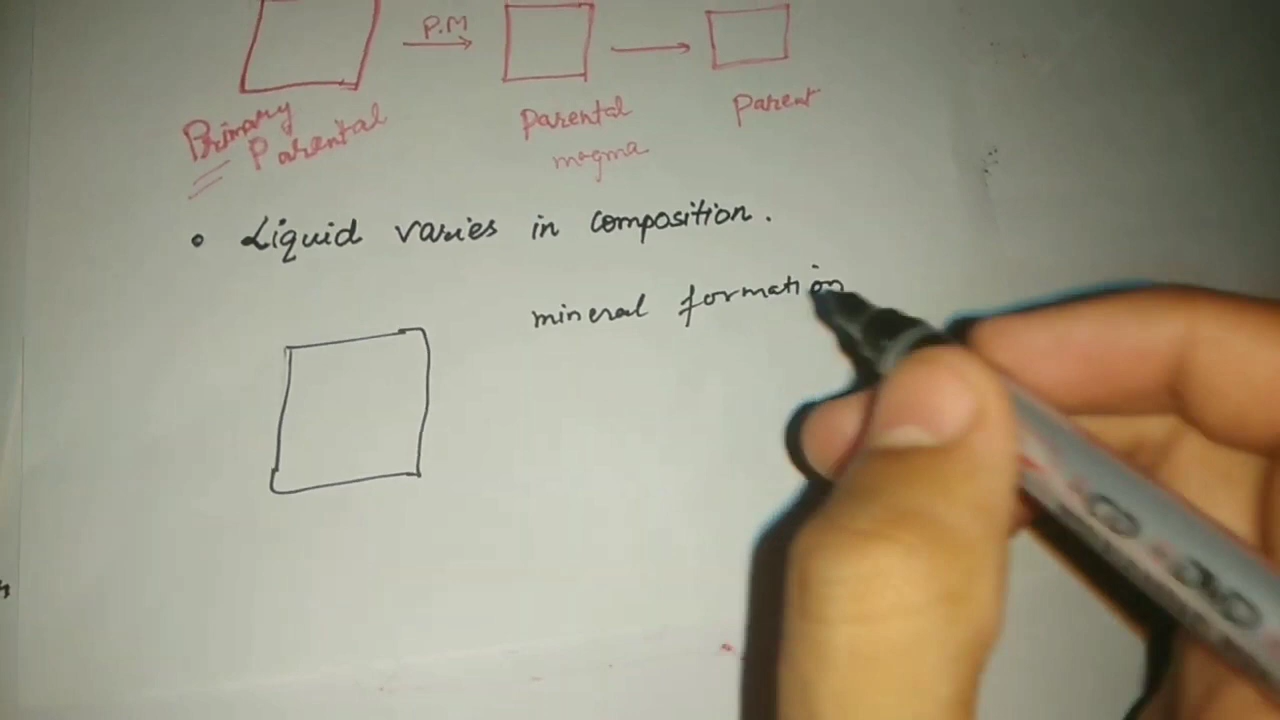 P.M
Primary
Parental
Parental
magma
Parent
Liquid varies in composition.
mineral formation